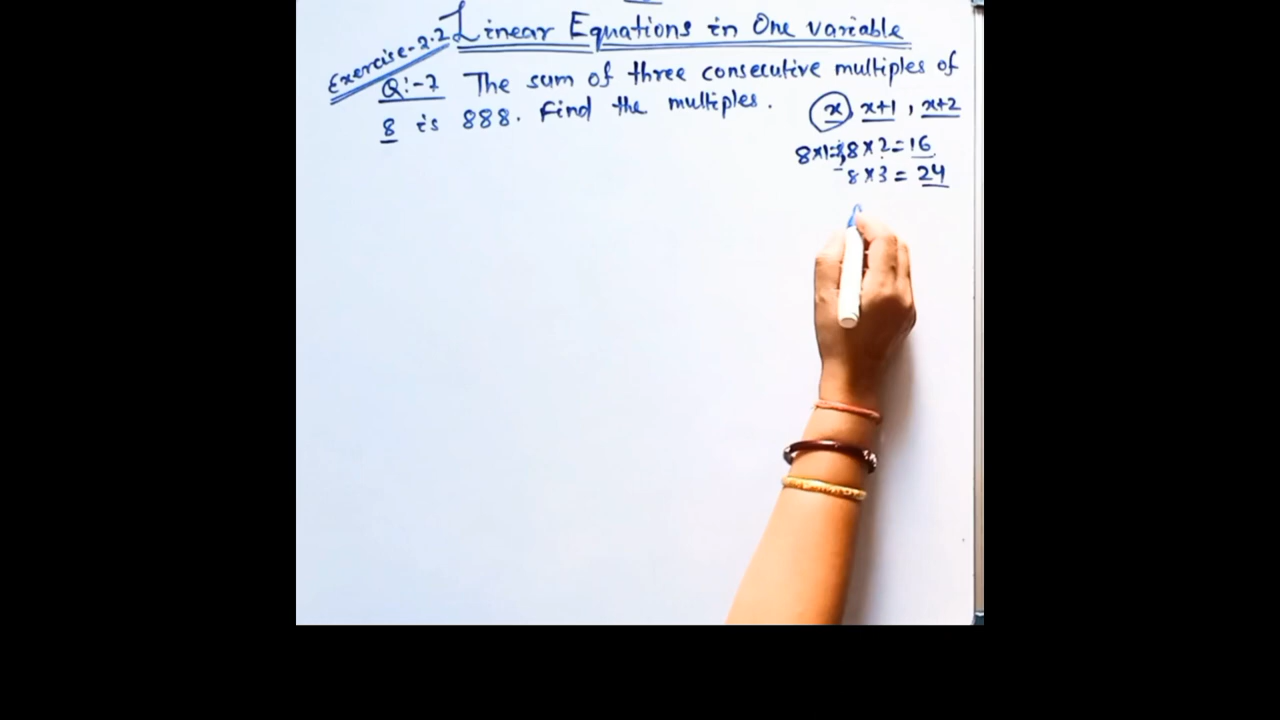 Exercise-2.2 Linear Equations in One variable
Q:-7 The sum of three consecutive multiples of
8 is 888. Find the multiples.
x, x+1, x+2
8×1=8, 8×2=16
8×3=24